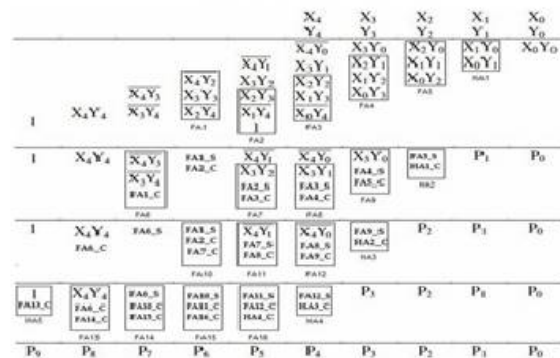 X₄ X₃ X₂ X₁ X₀
Y₄ Y₃ Y₂ Y₁ Y₀
X₄Y₀ X₃Y₀ X₂Y₀ X₁Y₀ X₀Y₀
X₄Y₁ X₃Y₁ X₂Y₁ X₁Y₁ X₀Y₁
X₄Y₂ X₃Y₂ X₂Y₂ X₁Y₂ X₀Y₂
X₄Y₃ X₃Y₃ X₂Y₃ X₁Y₃ X₀Y₃
1 X₄Y₄ X₃Y₄ X₂Y₄ X₁Y₄ X₀Y₄
1
FA1 FA2 FA3 FA4 FA5 HA1
1 X₄Y₄ X₄Y₃ FA1_S X₄Y₁ X₄Y₀ X₃Y₀ FA5_S P₁ P₀
X₃Y₄ FA2_C X₃Y₂ X₃Y₁ FA4_S HA1_C
FA1_C FA2_S FA3_S FA5_C
FA3_C FA4_C
FA6 FA7 FA8 FA9 HA2
1 X₄Y₄ FA6_S FA1_S X₄Y₁ X₄Y₀ FA9_S P₂ P₁ P₀
FA6_C FA2_C FA7_S FA8_S HA2_C
FA7_C FA8_C FA9_C
FA10 FA11 FA12 HA3
1 X₄Y₄ FA6_S FA10_S FA11_S FA12_S P₃ P₂ P₀
FA13_C FA6_C FA10_C FA11_C FA12_C HA3_C
FA14_C FA15_C FA16_C HA4_C
HA5 FA13 FA14 FA15 FA16 HA4
P₉ P₈ P₇ P₆ P₅ P₄ P₃ P₂ P₁ P₀